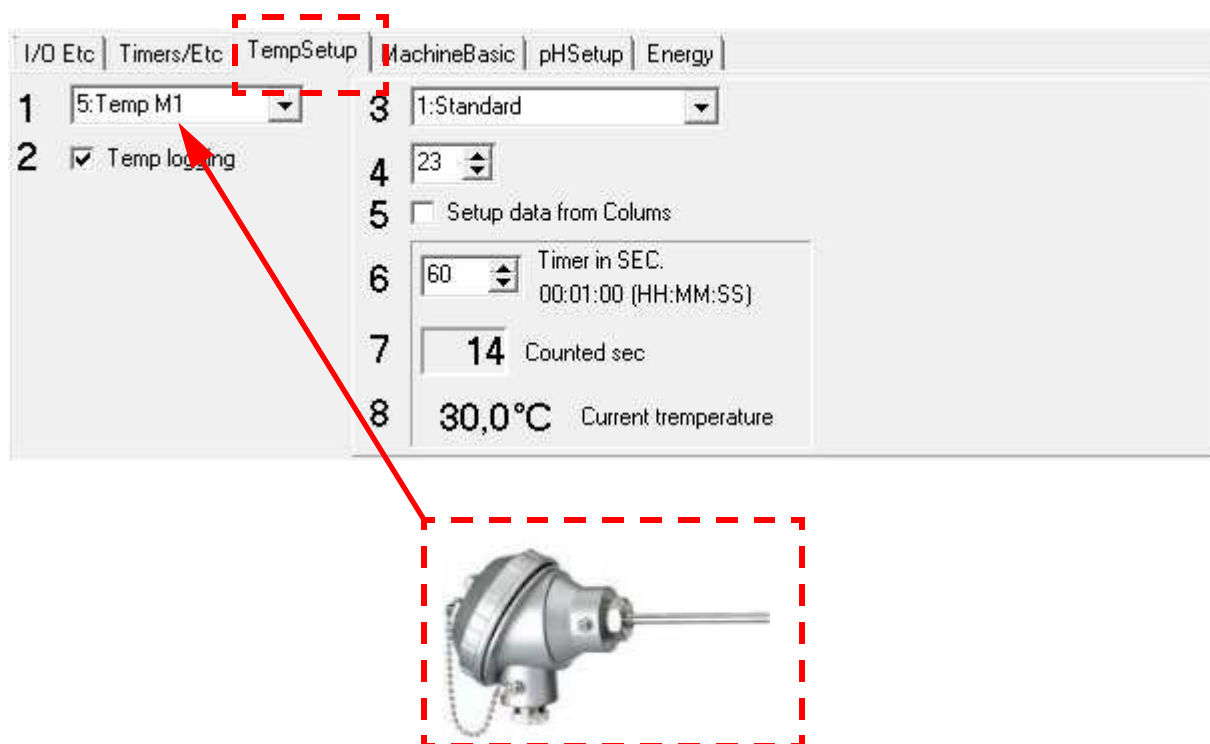 I/O Etc Timers/Etc TempSetup MachineBasic pHSetup Energy
1 5:Temp M1 3 1:Standard
2 Temp logging 4 23
5 Setup data from Colums
6 60 Timer in SEC.
00:01:00 (HH:MM:SS)
7 14 Counted sec
8 30,0°C Current tremperature